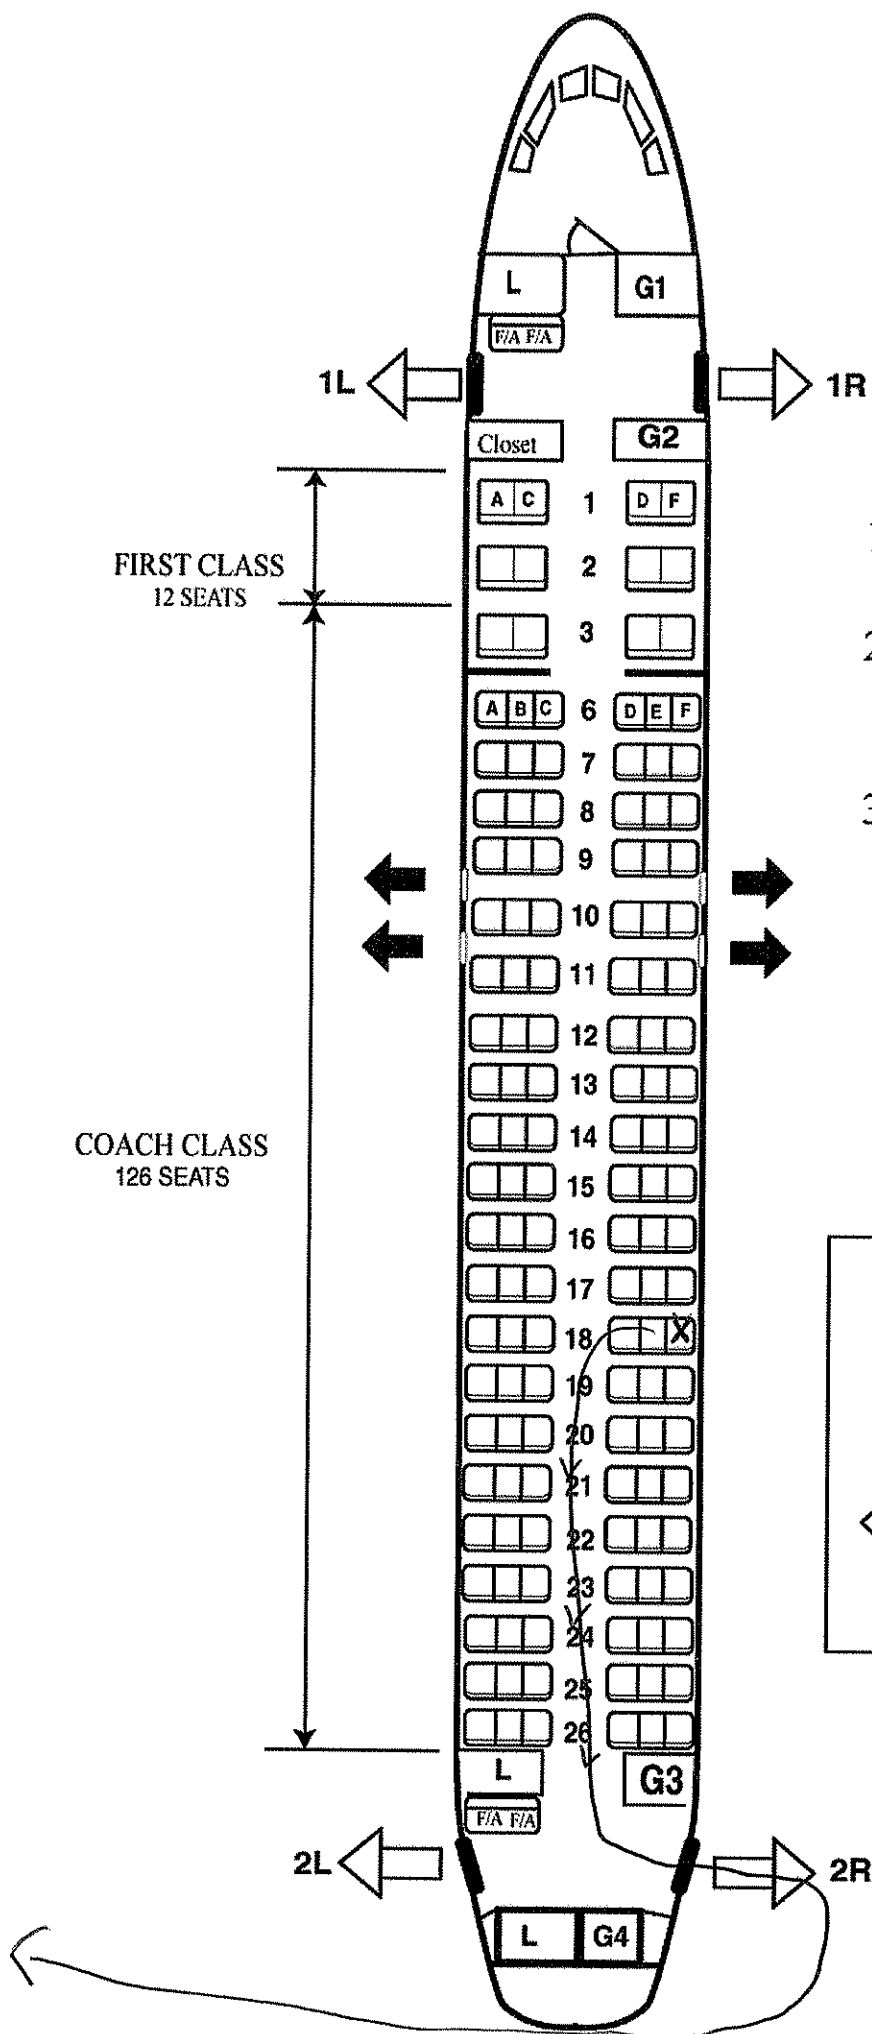 L G1
F/A F/A
1L 1R
Closet G2
A C 1 D F
FIRST CLASS 2
12 SEATS
3
A B C 6 D E F
7
8
9
10
11
12
13
14
COACH CLASS
126 SEATS 15
16
17
18 X
19
20
21
22
23
24
25
26
L G3
F/A F/A
2L 2R
L G4
2
3